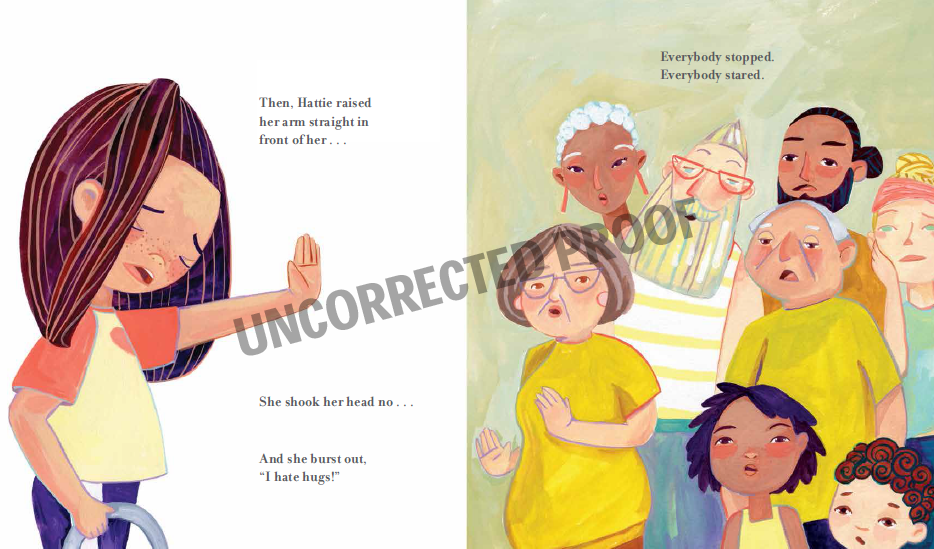 Then, Hattie raised
her arm straight in
front of her . . .
She shook her head no . . .
And she burst out,
“I hate hugs!”
Everybody stopped.
Everybody stared.
UNCORRECTED PROOF